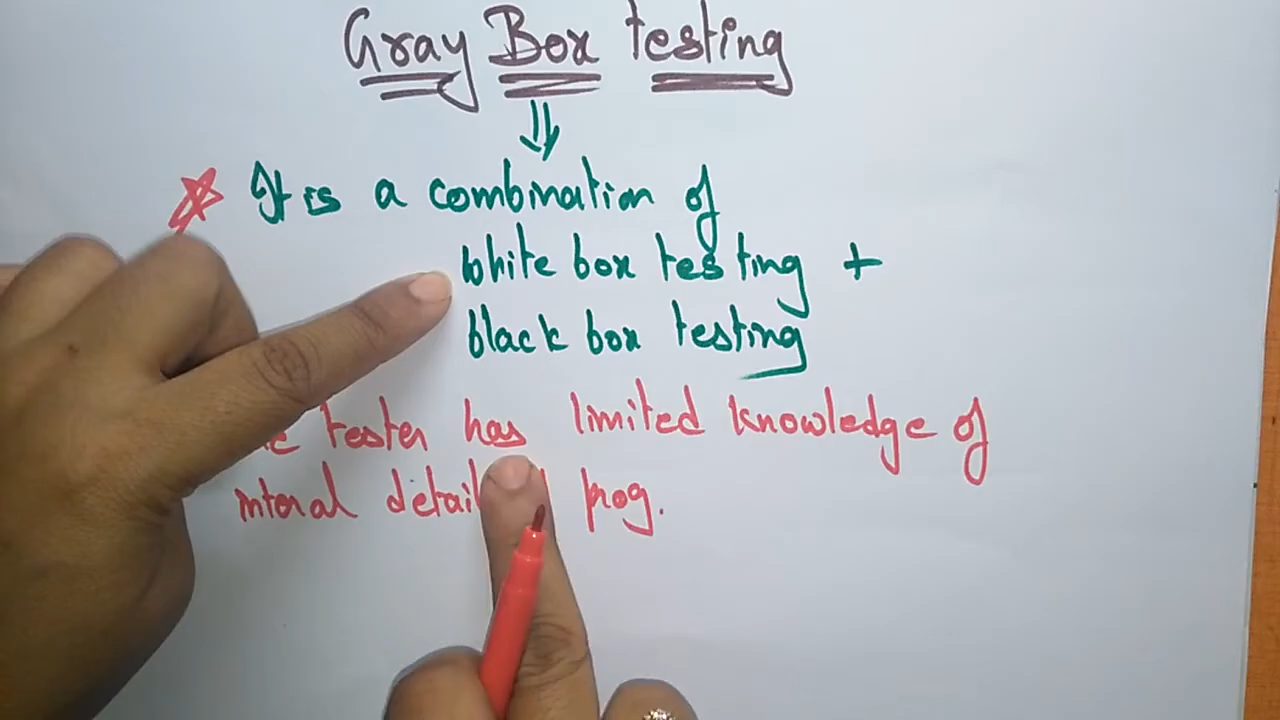 Gray Box testing
It is a combination of
white box testing +
black box testing
tester has limited knowledge of
prog.